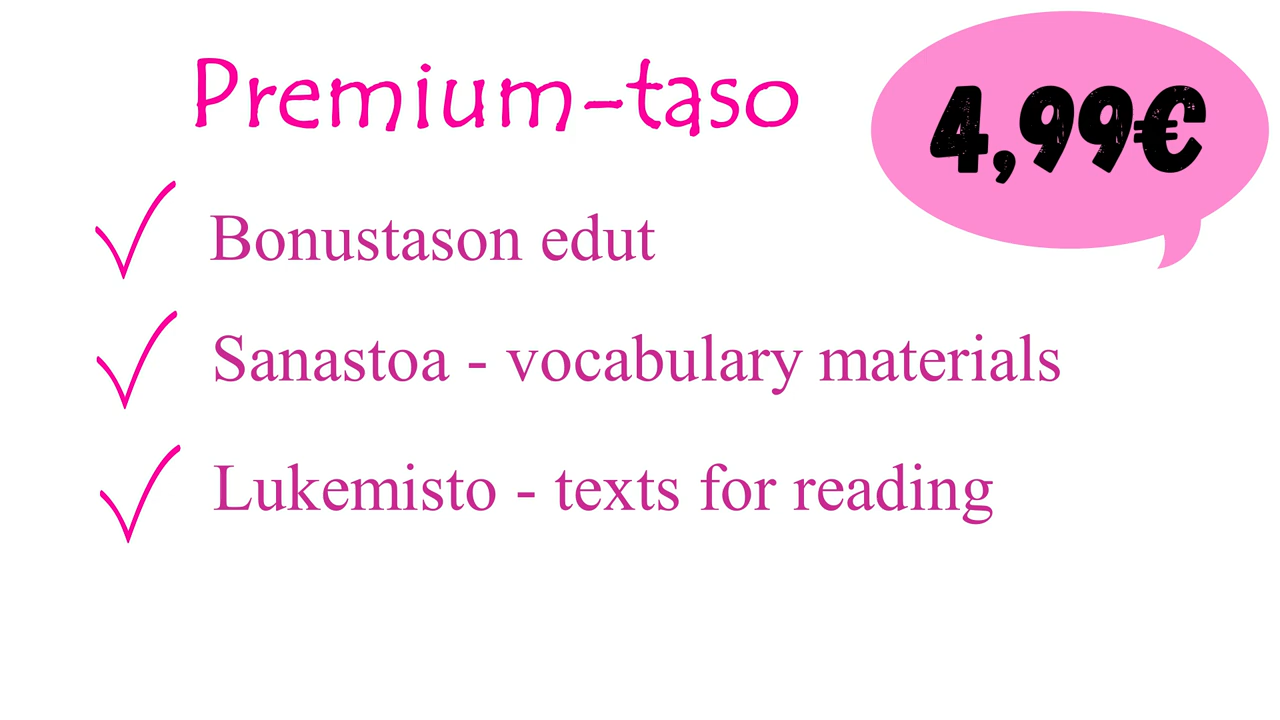 Premium-taso
4,99€
Bonustason edut
Sanastoa - vocabulary materials
Lukemisto - texts for reading